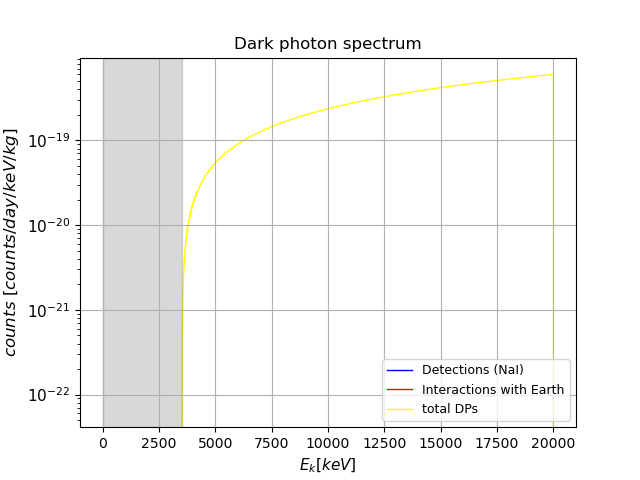 Dark photon spectrum
counts [counts/day/keV/kg]
10⁻¹⁹
10⁻²⁰
10⁻²¹
10⁻²²
Detections (NaI)
Interactions with Earth
total DPs
0 2500 5000 7500 10000 12500 15000 17500 20000
Eₖ[keV]